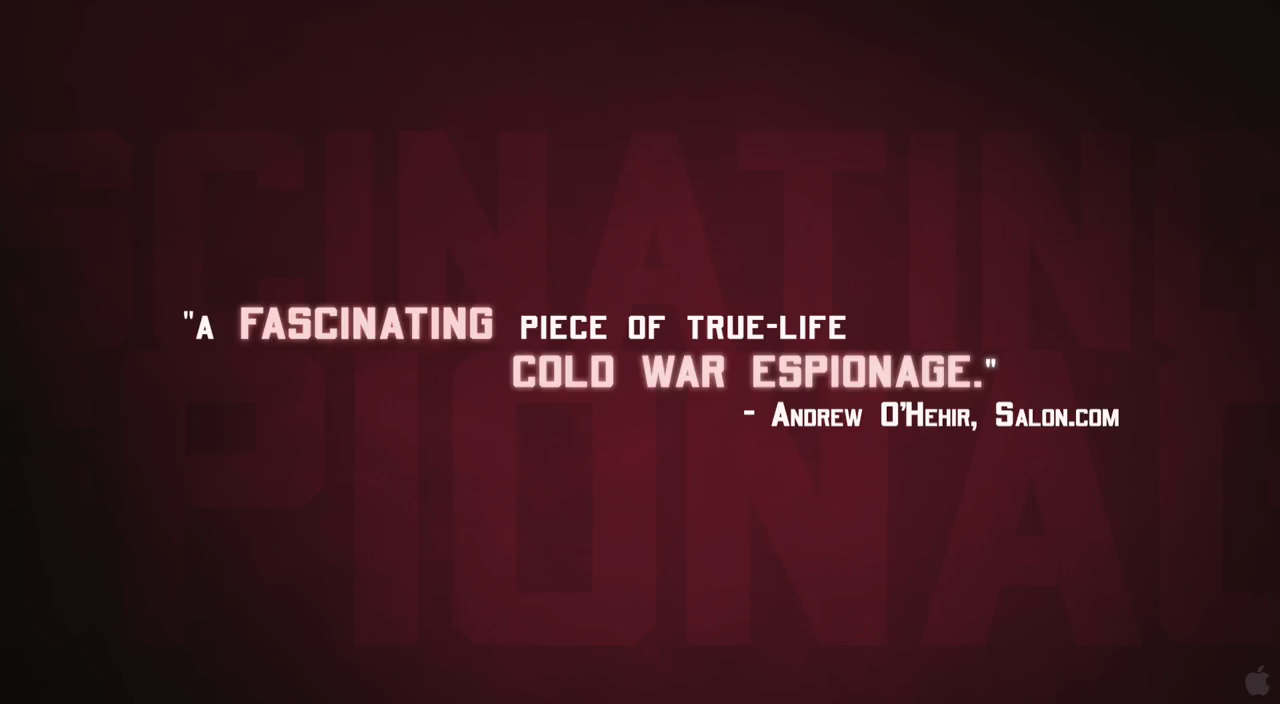 "A FASCINATING PIECE OF TRUE-LIFE
COLD WAR ESPIONAGE."
- Andrew O'Hehir, Salon.com